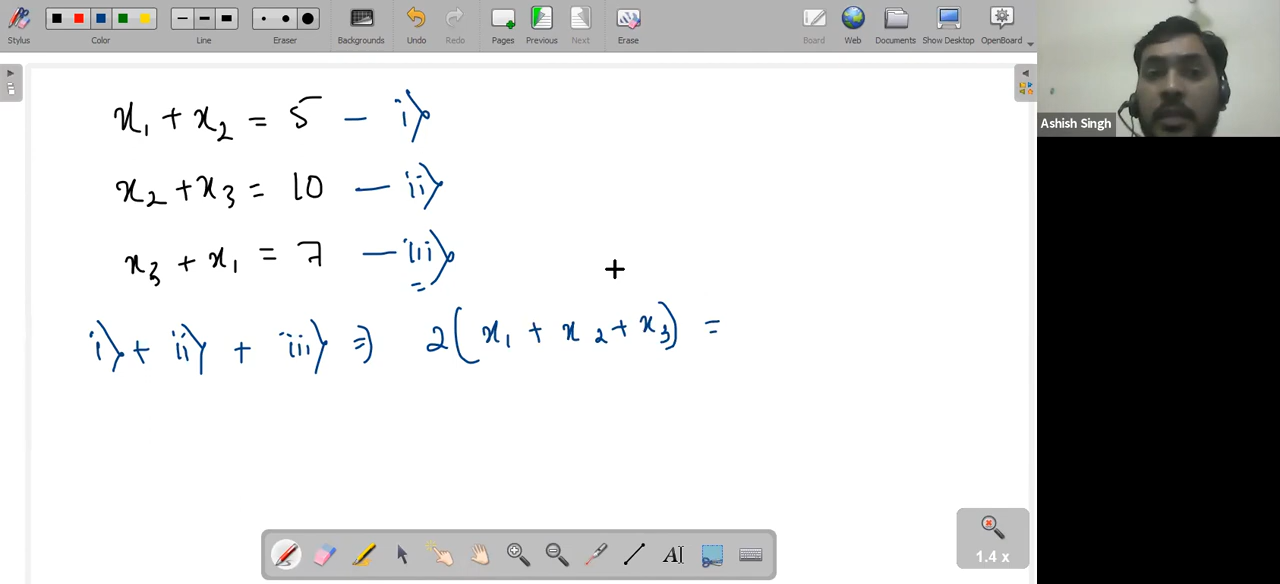 Stylus Color Line Eraser Backgrounds Undo Redo Pages Previous Next Erase Board Web Documents Show Desktop OpenBoard
Ashish Singh
x₁ + x₂ = 5 — i)
x₂ + x₃ = 10 — ii)
x₃ + x₁ = 7 — iii)
i) + ii) + iii) ⇒ 2(x₁ + x₂ + x₃) =
AI
1.4 x